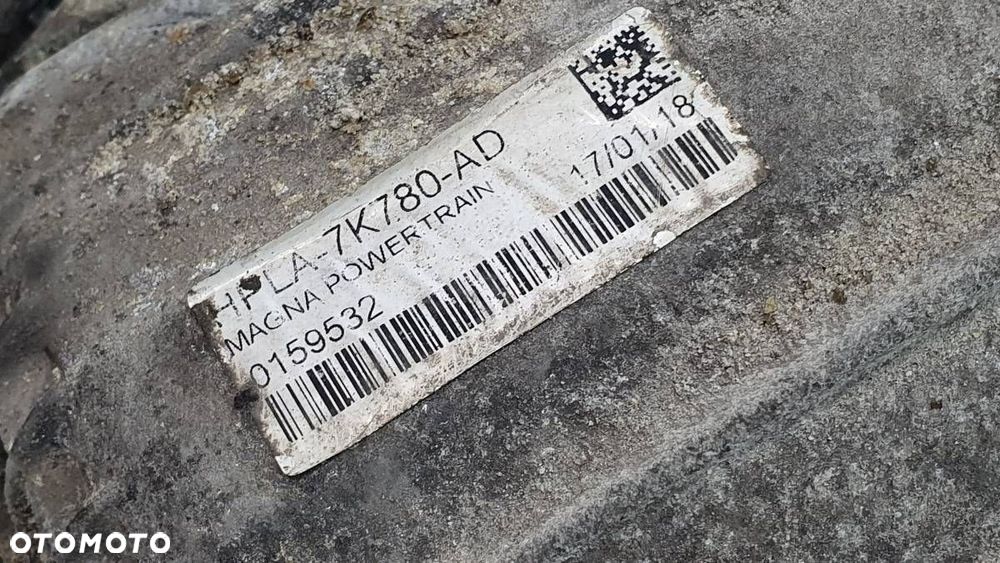 HPLA-7K780-AD
MAGNA POWERTRAIN 17/01/18
0159532
OTOMOTO